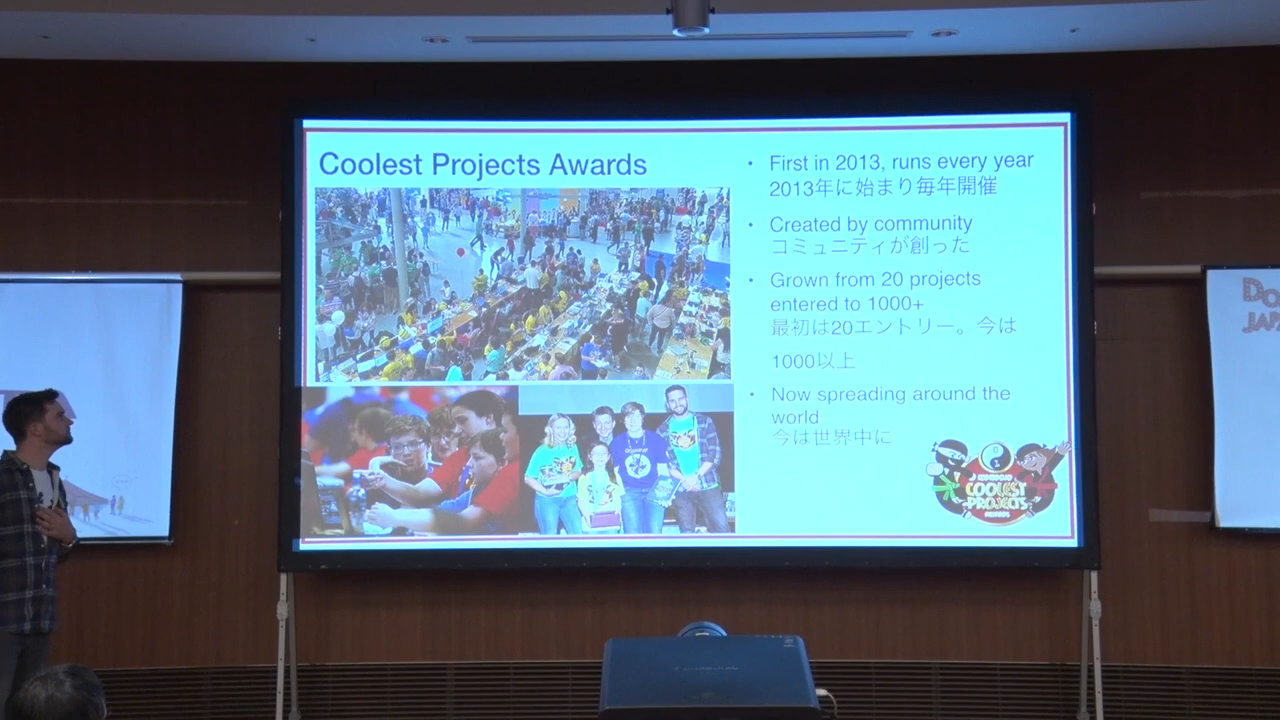 Coolest Projects Awards
• First in 2013, runs every year
2013年に始まり毎年開催
• Created by community
コミュニティが創った
• Grown from 20 projects
entered to 1000+
最初は20エントリー。今は
1000以上
• Now spreading around the
world
今は世界中に
COOLEST
PROJECTS
AWARDS
DO
JAP